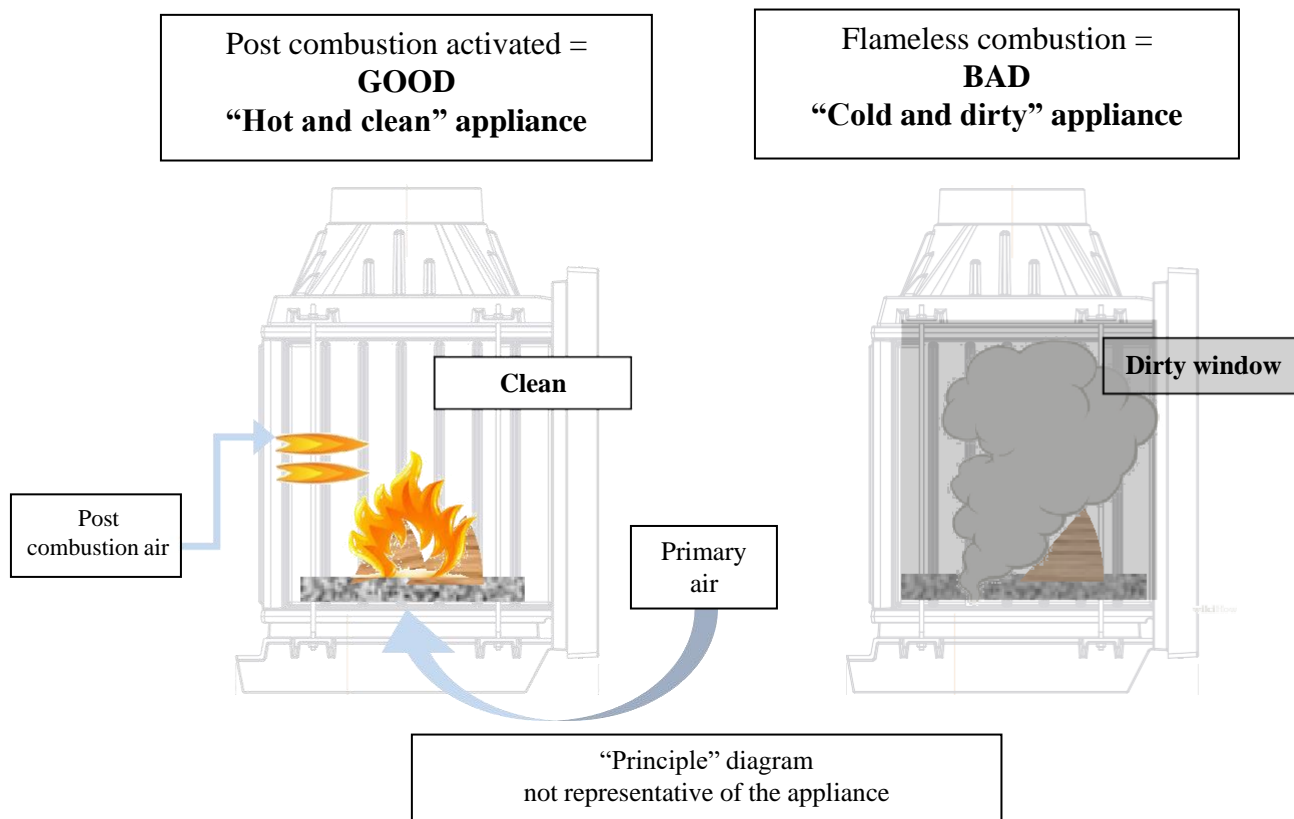 Post combustion activated =
GOOD
“Hot and clean” appliance
Flameless combustion =
BAD
“Cold and dirty” appliance
Clean
Dirty window
Post
combustion air
Primary
air
wikiHow
“Principle” diagram
not representative of the appliance